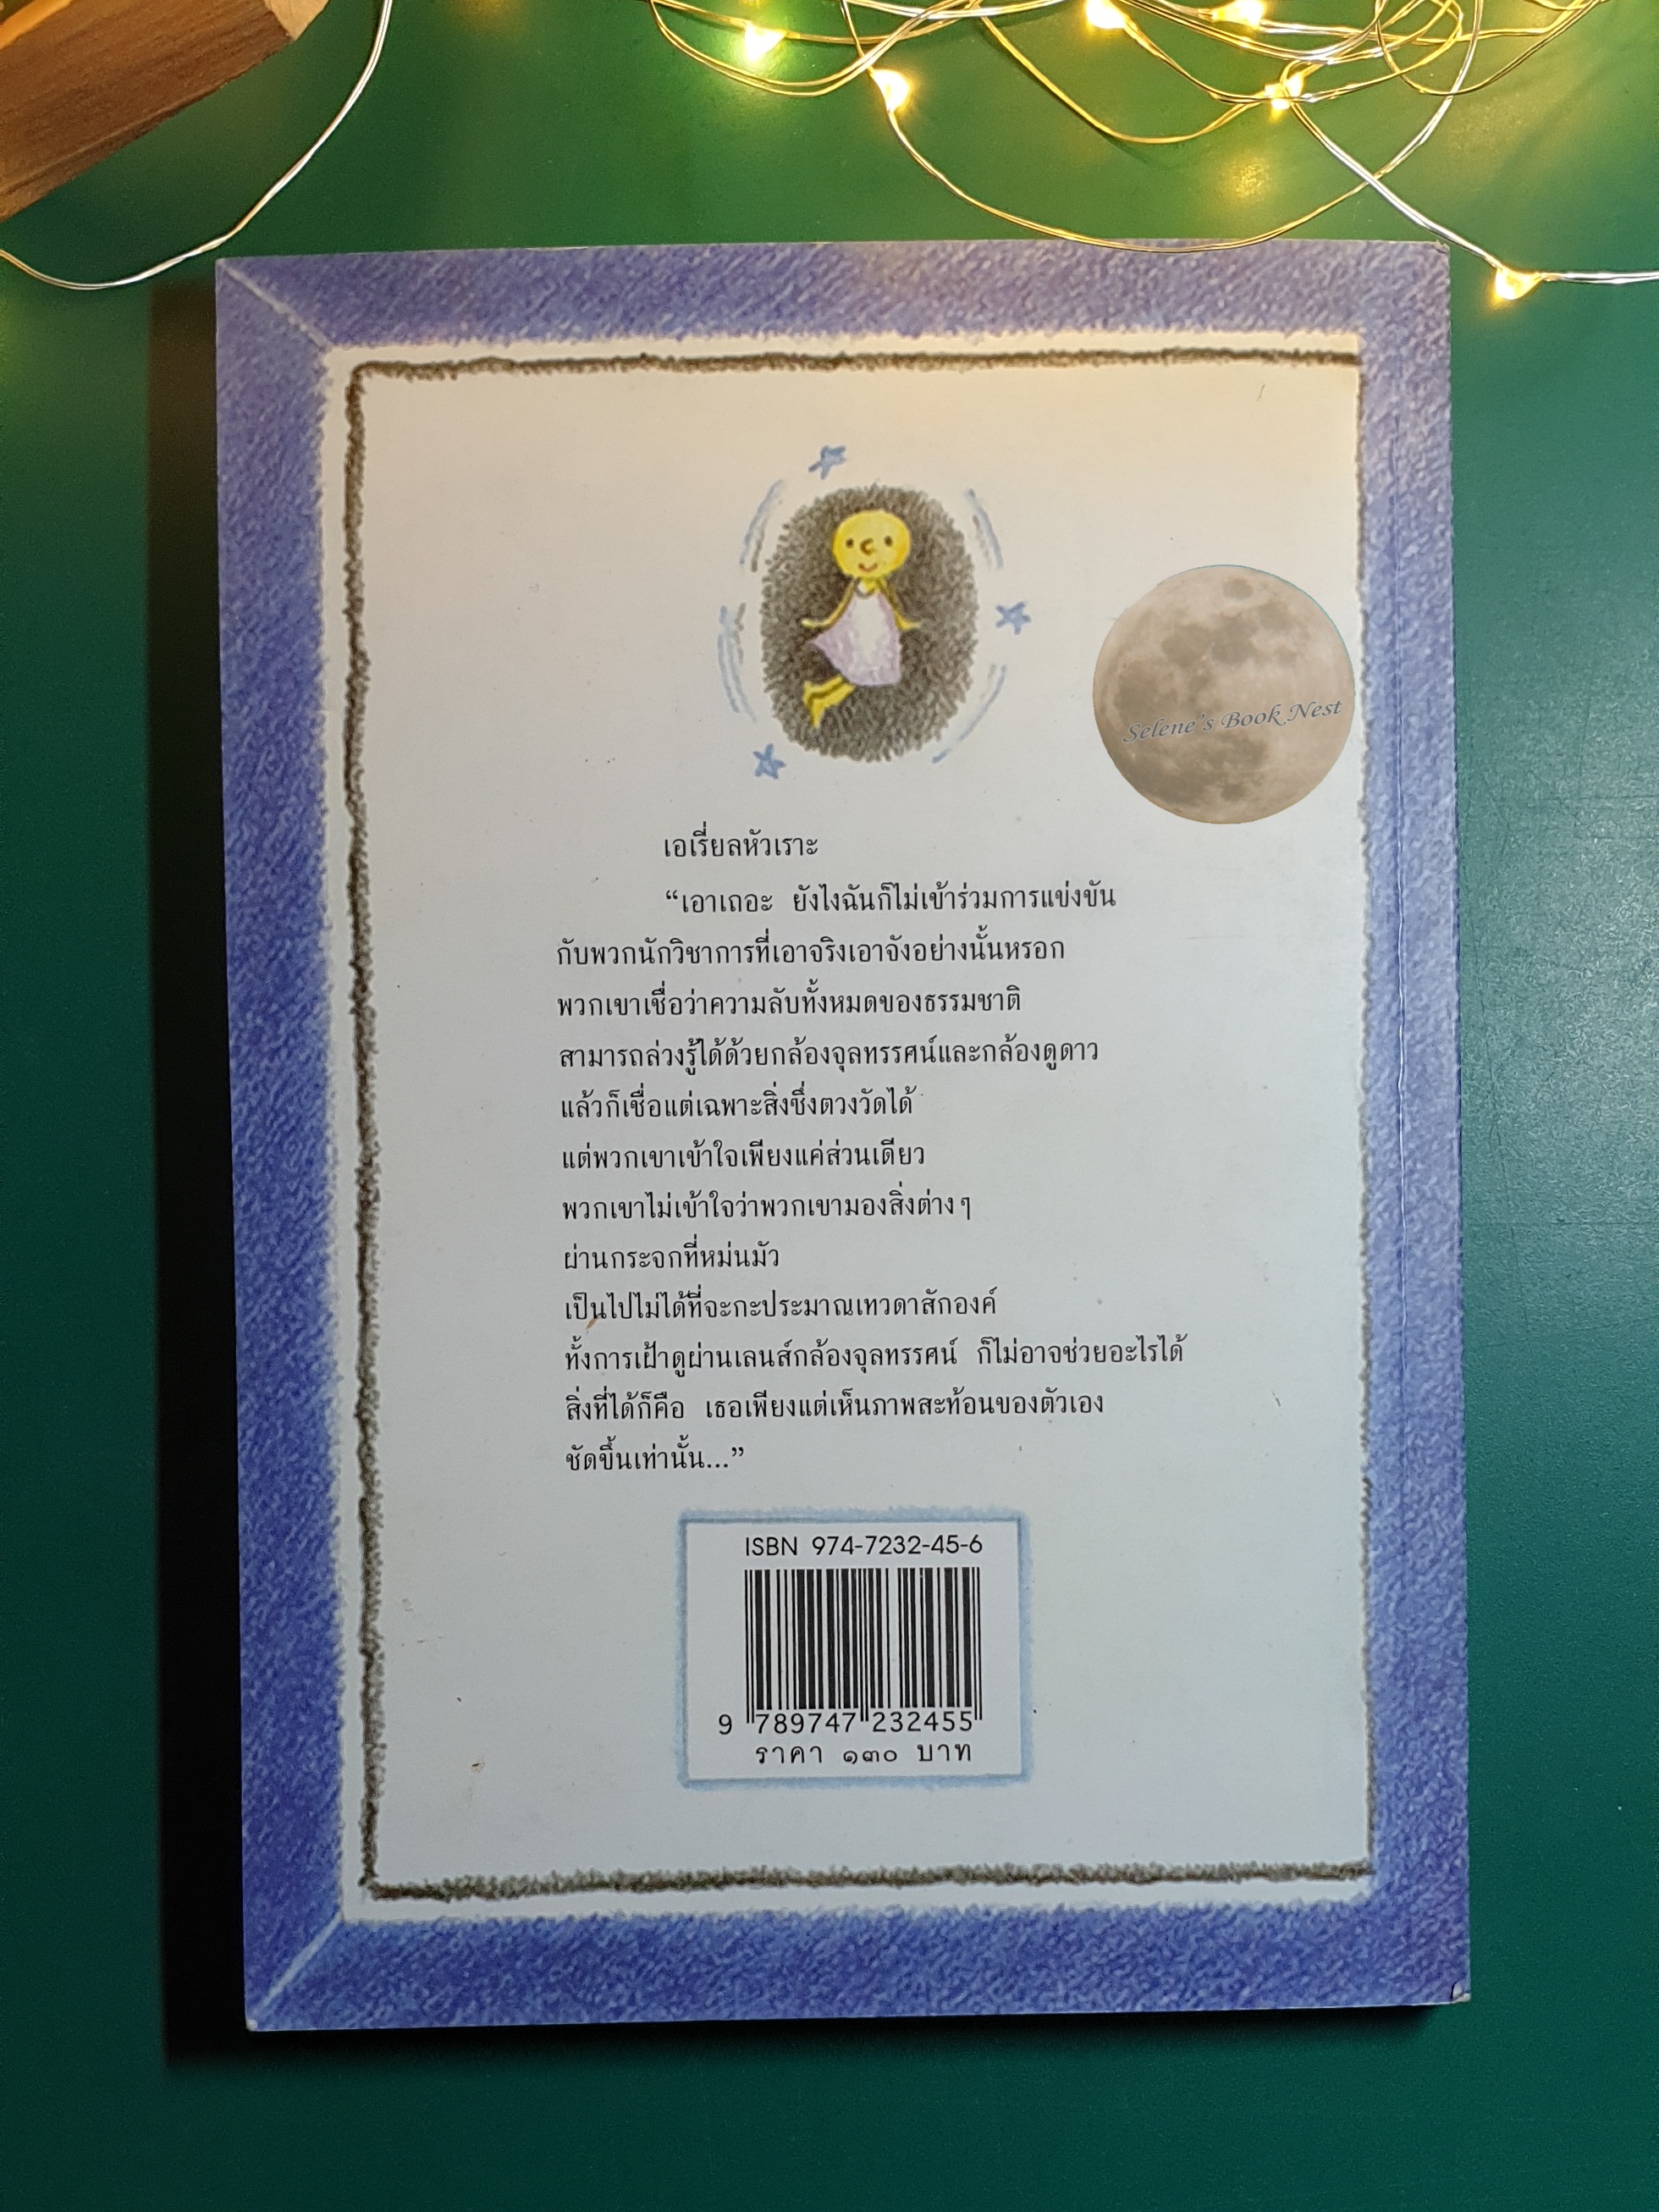 Selene's Book Nest
เอเรี่ยลหัวเราะ
“เอาเถอะ ยังไงฉันก็ไม่เข้าร่วมการแข่งขัน
กับพวกนักวิชาการที่เอาจริงเอาจังอย่างนั้นหรอก
พวกเขาเชื่อว่าความลับทั้งหมดของธรรมชาติ
สามารถล่วงรู้ได้ด้วยกล้องจุลทรรศน์และกล้องดูดาว
แล้วก็เชื่อแต่เฉพาะสิ่งซึ่งตวงวัดได้
แต่พวกเขาเข้าใจเพียงแค่ส่วนเดียว
พวกเขาไม่เข้าใจว่าพวกเขามองสิ่งต่างๆ
ผ่านกระจกที่หม่นมัว
เป็นไปไม่ได้ที่จะกะประมาณเทวดาสักองค์
ทั้งการเฝ้าดูผ่านเลนส์กล้องจุลทรรศน์ ก็ไม่อาจช่วยอะไรได้
สิ่งที่ได้ก็คือ เธอเพียงแต่เห็นภาพสะท้อนของตัวเอง
ชัดขึ้นเท่านั้น...”
ISBN 974-7232-45-6
9 789747 232455
ราคา ๑๓๐ บาท